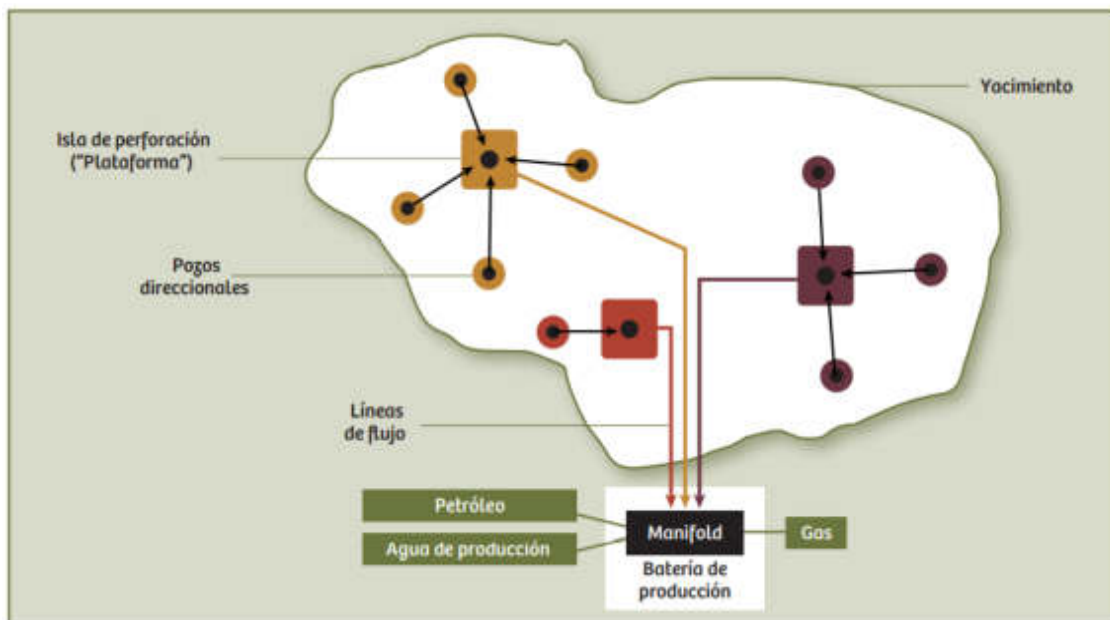 Yacimiento
Isla de perforación
("Plataforma")
Pozos
direccionales
Líneas
de flujo
Petróleo
Agua de producción
Manifold
Gas
Batería de
producción